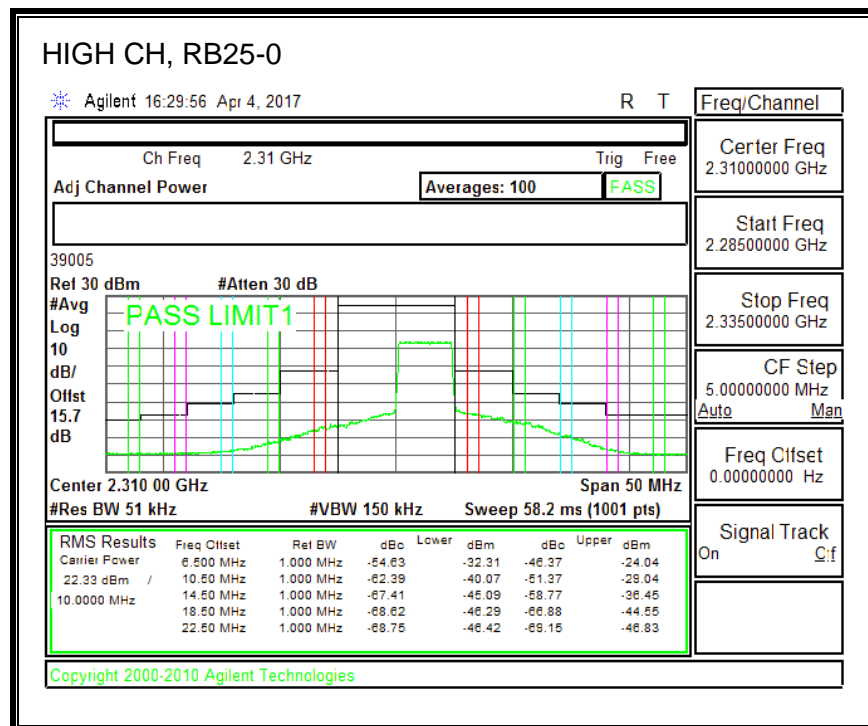 HIGH CH, RB25-0
Agilent 16:29:56 Apr 4, 2017 R T
Freq/Channel
Ch Freq 2.31 GHz Trig Free
Adj Channel Power Averages: 100 PASS
Center Freq
2.31000000 GHz
Start Freq
2.28500000 GHz
Stop Freq
2.33500000 GHz
CF Step
5.00000000 MHz
Auto Man
Freq Offset
0.00000000 Hz
Signal Track
On Off
39005
Ref 30 dBm #Atten 30 dB
#Avg
Log
10
dB/
Offst
15.7
dB
PASS LIMIT1
Center 2.310 00 GHz Span 50 MHz
#Res BW 51 kHz #VBW 150 kHz Sweep 58.2 ms (1001 pts)
RMS Results Freq Offset Ref BW dBc Lower dBm dBc Upper dBm
Carrier Power 6.500 MHz 1.000 MHz -54.63 -32.31 -46.37 -24.04
22.33 dBm / 10.50 MHz 1.000 MHz -62.39 -40.07 -51.37 -29.04
10.0000 MHz 14.50 MHz 1.000 MHz -67.41 -45.09 -58.77 -36.45
18.50 MHz 1.000 MHz -68.62 -46.29 -66.88 -44.55
22.50 MHz 1.000 MHz -68.75 -46.42 -69.15 -46.83
Copyright 2000-2010 Agilent Technologies